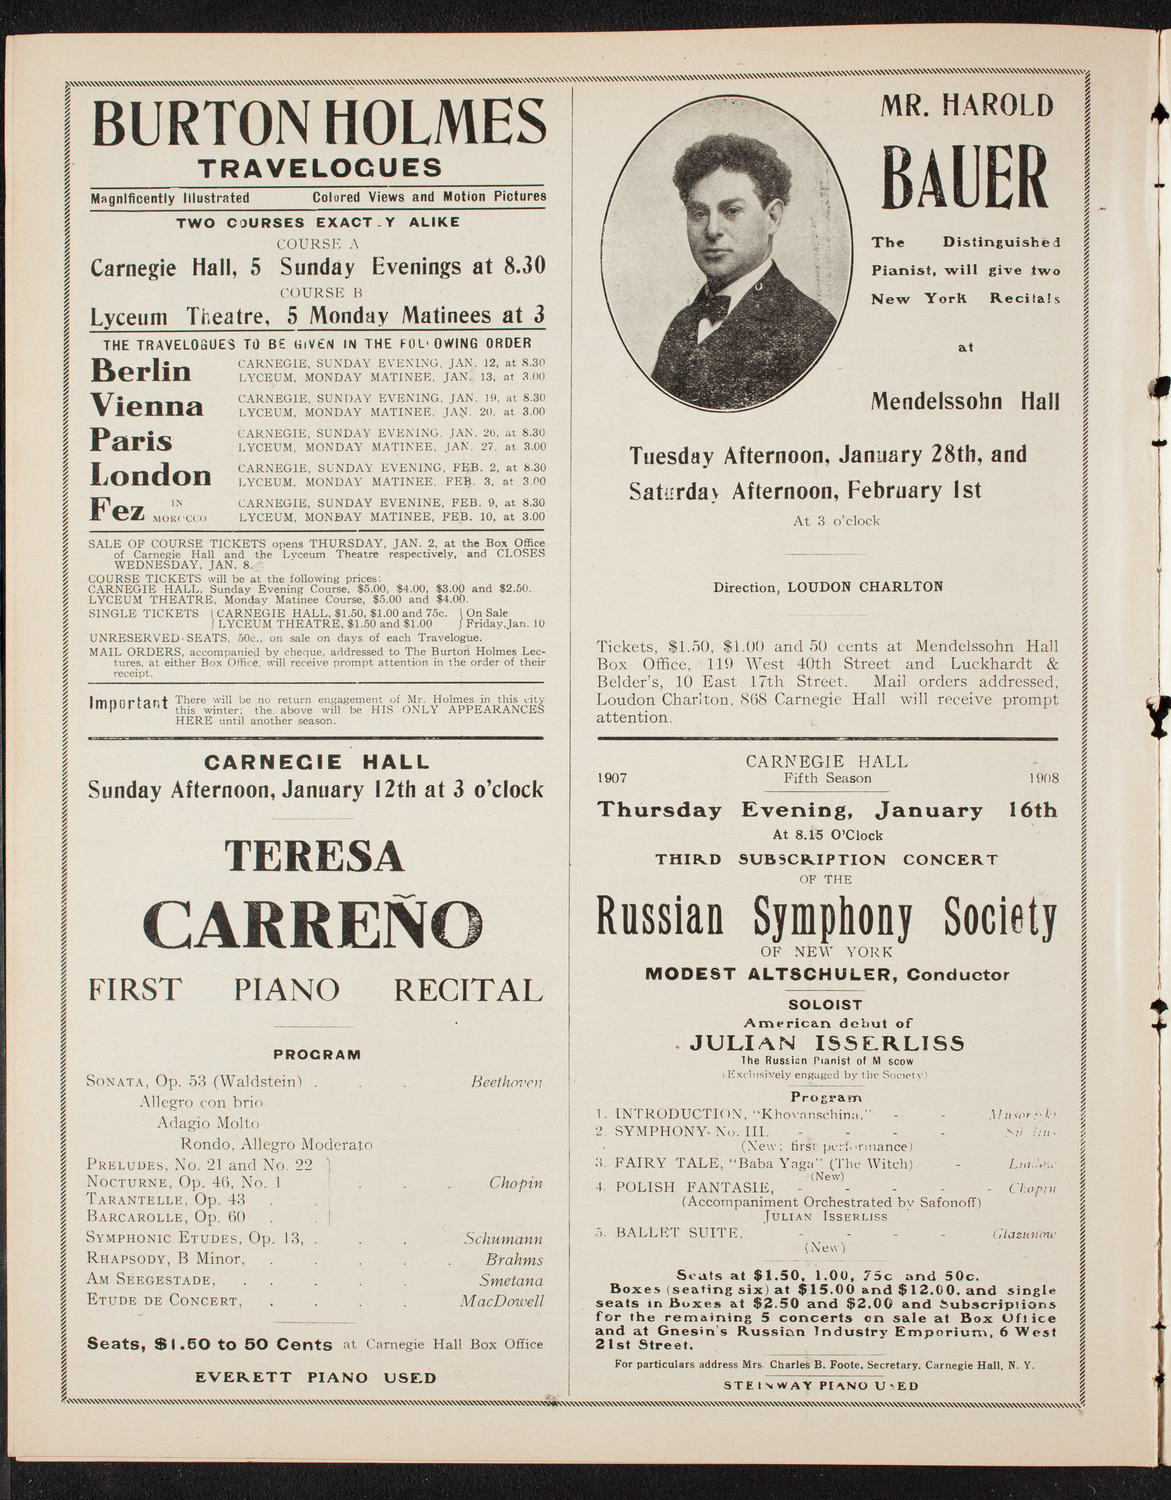 BURTON HOLMES
TRAVELOGUES
Magnificently Illustrated Colored Views and Motion Pictures
TWO COURSES EXACT Y ALIKE
COURSE A
Carnegie Hall, 5 Sunday Evenings at 8.30
COURSE B
Lyceum Theatre, 5 Monday Matinees at 3
THE TRAVELOGUES TO BE GIVEN IN THE FOL OWING ORDER
Berlin CARNEGIE, SUNDAY EVENING, JAN. 12, at 8.30
LYCEUM, MONDAY MATINEE, JAN. 13, at 3.00
Vienna CARNEGIE, SUNDAY EVENING, JAN. 19, at 8.30
LYCEUM, MONDAY MATINEE, JAN. 20, at 3.00
Paris CARNEGIE, SUNDAY EVENING, JAN. 26, at 8.30
LYCEUM, MONDAY MATINEE, JAN. 27, at 3.00
London CARNEGIE, SUNDAY EVENING, FEB. 2, at 8.30
LYCEUM, MONDAY MATINEE, FEB. 3, at 3.00
Fez IN MOROCCO CARNEGIE, SUNDAY EVENINE, FEB. 9, at 8.30
LYCEUM, MONDAY MATINEE, FEB. 10, at 3.00
SALE OF COURSE TICKETS opens THURSDAY, JAN. 2, at the Box Office
of Carnegie Hall and the Lyceum Theatre respectively, and CLOSES
WEDNESDAY, JAN. 8.
COURSE TICKETS will be at the following prices:
CARNEGIE HALL, Sunday Evening Course, $5.00, $4.00, $3.00 and $2.50.
LYCEUM THEATRE, Monday Matinee Course, $5.00 and $4.00.
SINGLE TICKETS } CARNEGIE HALL, $1.50, $1.00 and 75c. } On Sale
LYCEUM THEATRE, $1.50 and $1.00 Friday, Jan. 10
UNRESERVED SEATS, 50c., on sale on days of each Travelogue.
MAIL ORDERS, accompanied by cheque, addressed to The Burton Holmes Lec-
tures, at either Box Office, will receive prompt attention in the order of their
receipt.
Important There will be no return engagement of Mr. Holmes in this city
this winter; the above will be HIS ONLY APPEARANCES
HERE until another season.
CARNEGIE HALL
Sunday Afternoon, January 12th at 3 o'clock
TERESA
CARREÑO
FIRST PIANO RECITAL
PROGRAM
SONATA, Op. 53 (Waldstein) . . . Beethoven
Allegro con brio
Adagio Molto
Rondo, Allegro Moderato
PRELUDES, No. 21 and No. 22
NOCTURNE, Op. 46, No. 1 . . . Chopin
TARANTELLE, Op. 43 . .
BARCAROLLE, Op. 60 . .
SYMPHONIC ETUDES, Op. 13, . . . Schumann
RHAPSODY, B Minor, . . . . . Brahms
AM SEEGESTADE, . . . . . Smetana
ETUDE DE CONCERT, . . . . MacDowell
Seats, $1.50 to 50 Cents at Carnegie Hall Box Office
EVERETT PIANO USED
MR. HAROLD
BAUER
The Distinguished
Pianist, will give two
New York Recitals
at
Mendelssohn Hall
Tuesday Afternoon, January 28th, and
Saturday Afternoon, February 1st
At 3 o'clock
Direction, LOUDON CHARLTON
Tickets, $1.50, $1.00 and 50 cents at Mendelssohn Hall
Box Office, 119 West 40th Street and Luckhardt &
Belder's, 10 East 17th Street. Mail orders addressed,
Loudon Charlton, 868 Carnegie Hall will receive prompt
attention.
CARNEGIE HALL
1907 Fifth Season 1908
Thursday Evening, January 16th
At 8.15 O'Clock
THIRD SUBSCRIPTION CONCERT
OF THE
Russian Symphony Society
OF NEW YORK
MODEST ALTSCHULER, Conductor
SOLOIST
American debut of
JULIAN ISSERLISS
The Russian Pianist of M scow
(Exclusively engaged by the Society)
Program
1. INTRODUCTION, "Khovanschina," - -
2. SYMPHONY- No. III. - - - -
(New; first performance)
3. FAIRY TALE, "Baba Yaga" (The Witch) - Liadow
(New)
4. POLISH FANTASIE, - - - - - Chopin
(Accompaniment Orchestrated by Safonoff)
JULIAN ISSERLISS
5. BALLET SUITE, - - - - Glazunow
(New)
Seats at $1.50, 1.00, 75c and 50c.
Boxes (seating six) at $15.00 and $12.00. and single
seats in Boxes at $2.50 and $2.00 and Subscriptions
for the remaining 5 concerts on sale at Box Office
and at Gnesin's Russian Industry Emporium, 6 West
21st Street.
For particulars address Mrs. Charles B. Foote, Secretary, Carnegie Hall, N. Y.
STEINWAY PIANO USED